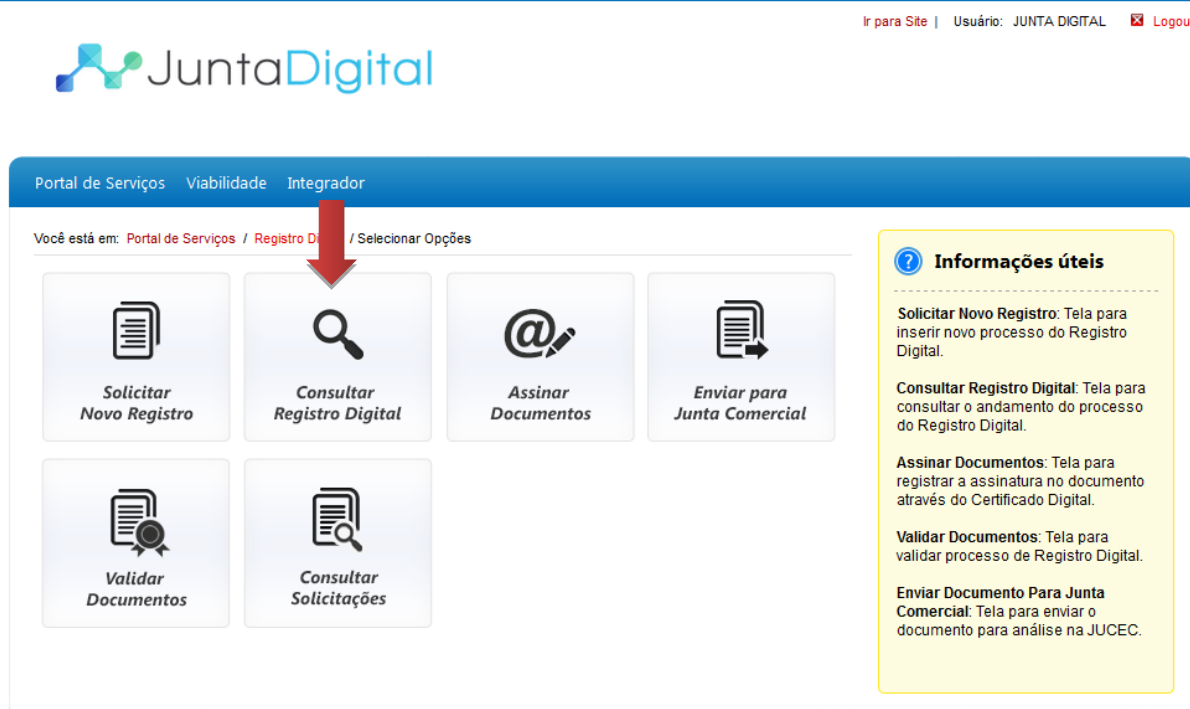 Ir para Site | Usuário: JUNTA DIGITAL Logou
JuntaDigital
Portal de Serviços Viabilidade Integrador
Você está em: Portal de Serviços / Registro Di / Selecionar Opções
Solicitar
Novo Registro
Consultar
Registro Digital
@
Assinar
Documentos
Enviar para
Junta Comercial
Validar
Documentos
Consultar
Solicitações
? Informações úteis
Solicitar Novo Registro: Tela para
inserir novo processo do Registro
Digital.
Consultar Registro Digital: Tela para
consultar o andamento do processo
do Registro Digital.
Assinar Documentos: Tela para
registrar a assinatura no documento
através do Certificado Digital.
Validar Documentos: Tela para
validar processo de Registro Digital.
Enviar Documento Para Junta
Comercial: Tela para enviar o
documento para análise na JUCEC.